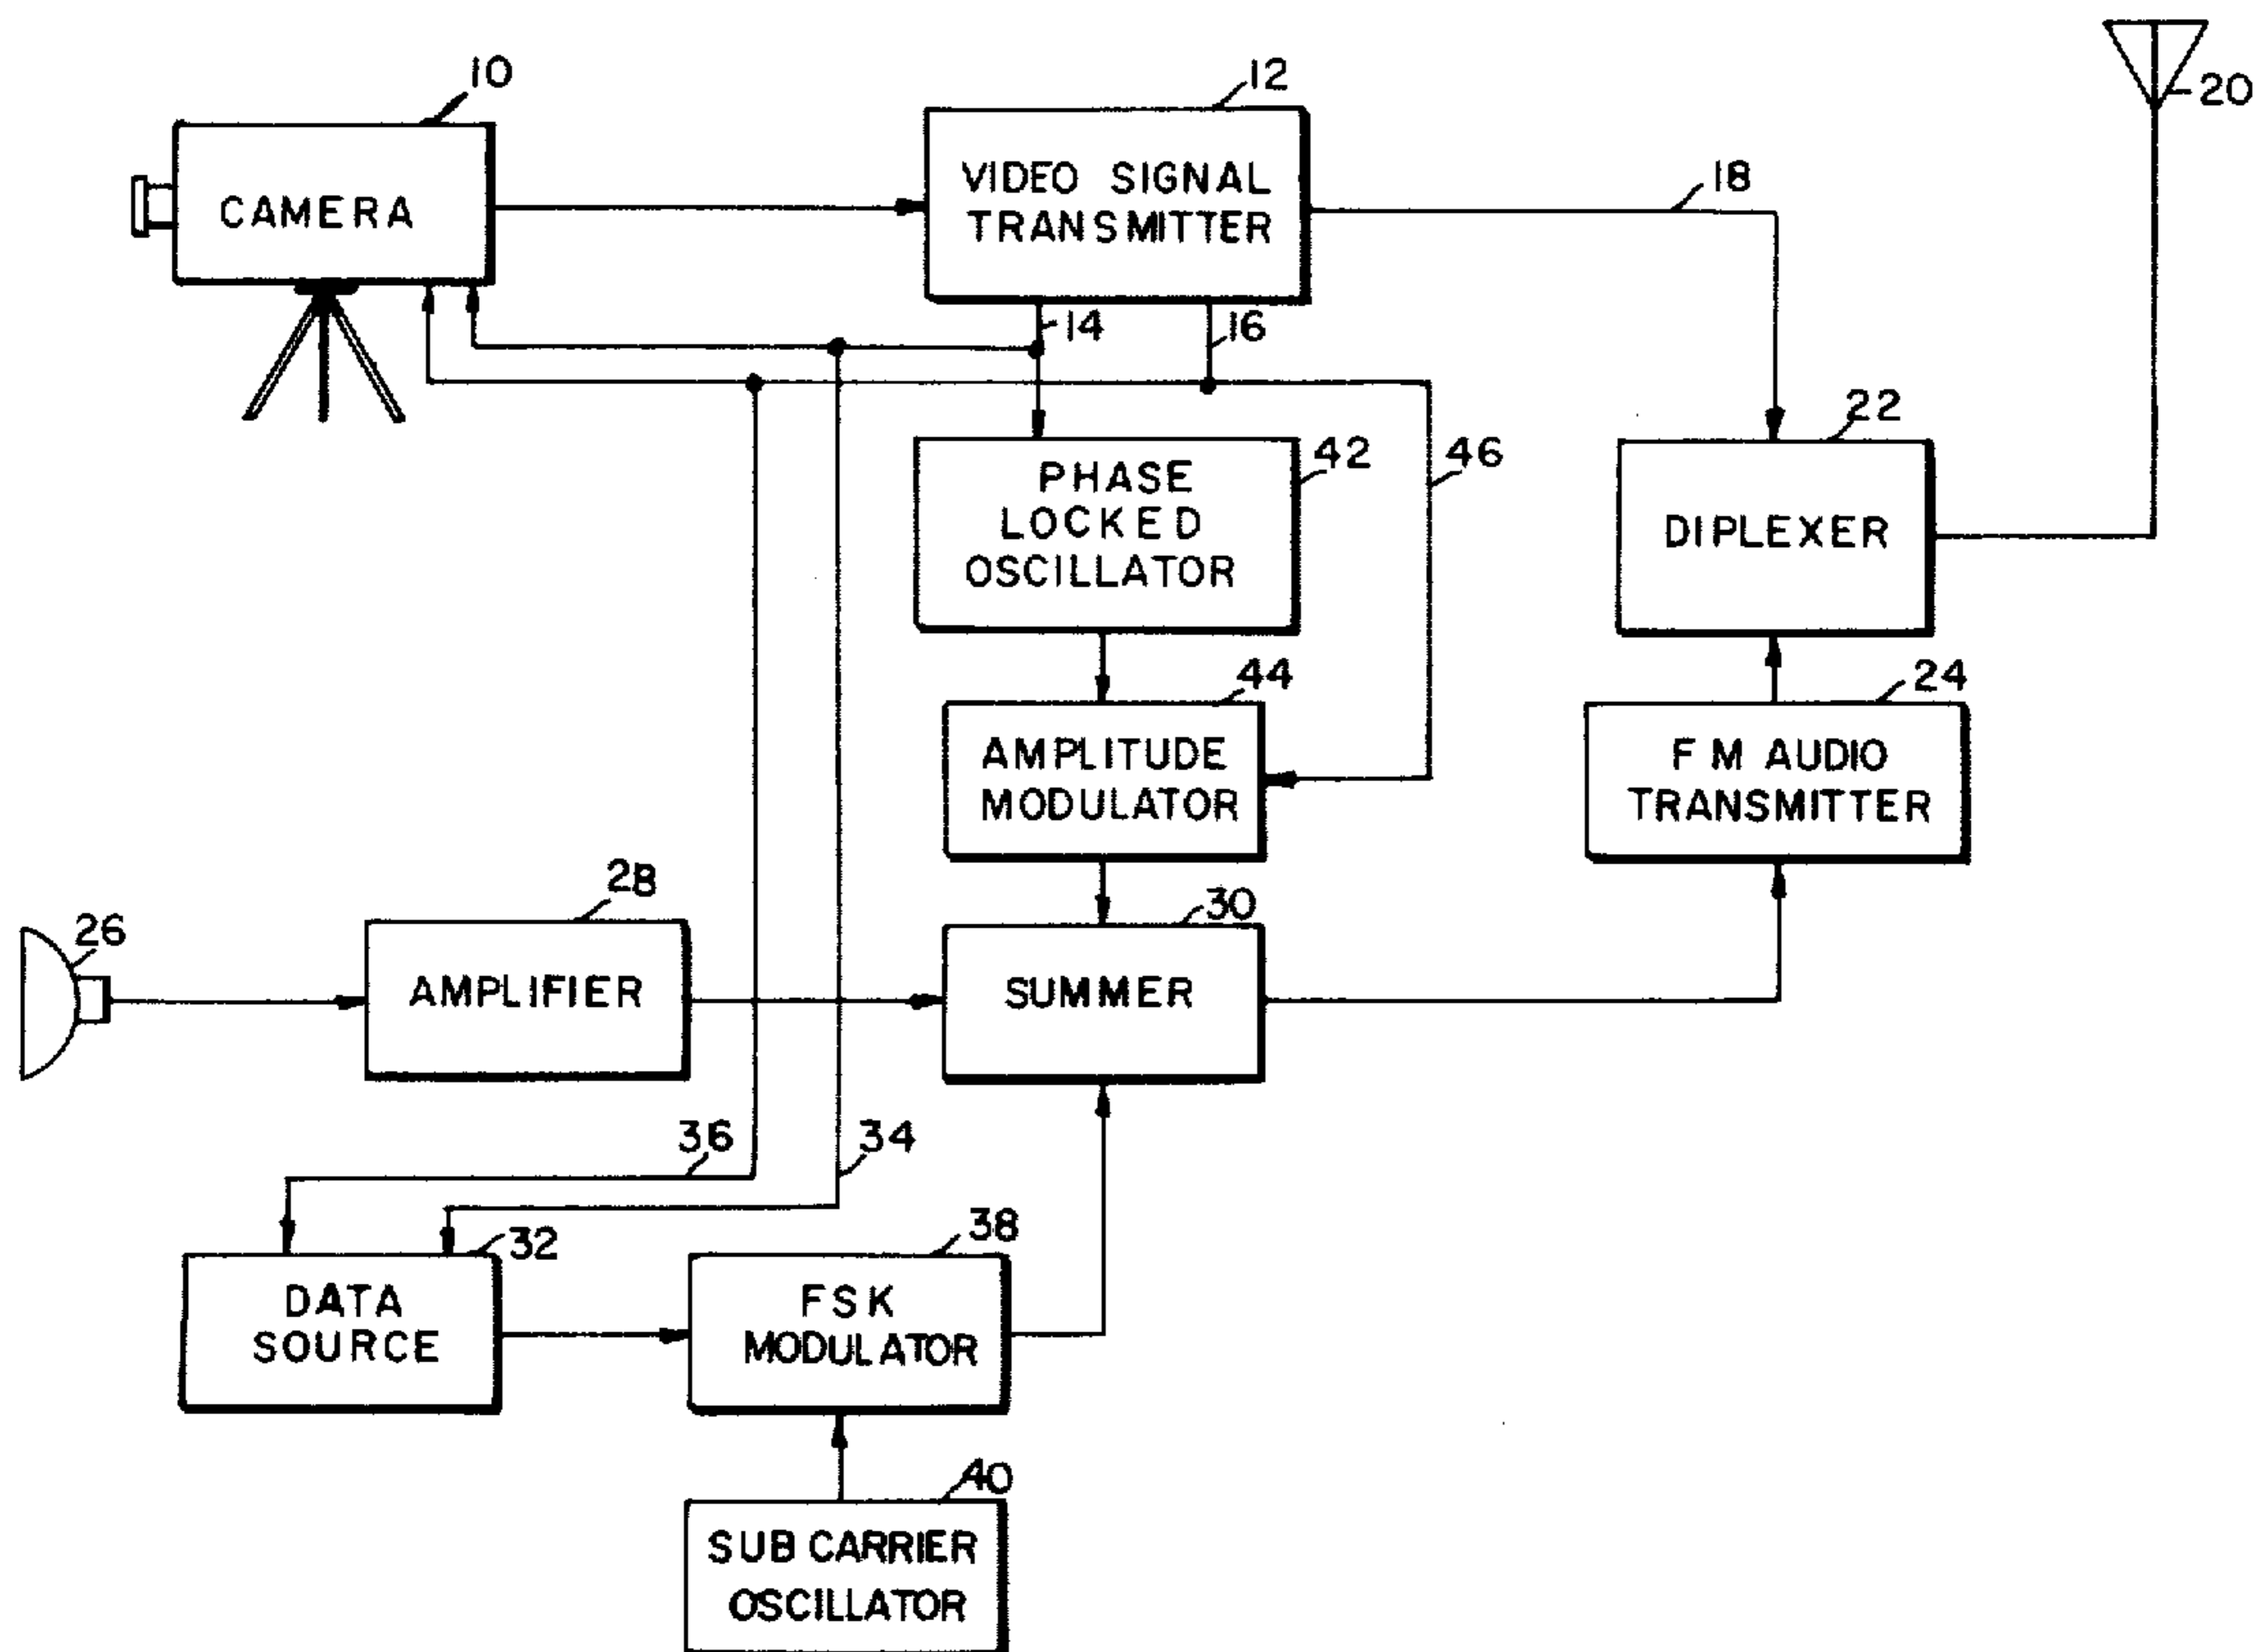 10
12
20
CAMERA
VIDEO SIGNAL
TRANSMITTER
18
14
16
22
42
46
PHASE
LOCKED
OSCILLATOR
DIPLEXER
44
24
AMPLITUDE
MODULATOR
FM AUDIO
TRANSMITTER
28
30
26
AMPLIFIER
SUMMER
36
34
32
38
DATA
SOURCE
FSK
MODULATOR
40
SUB CARRIER
OSCILLATOR